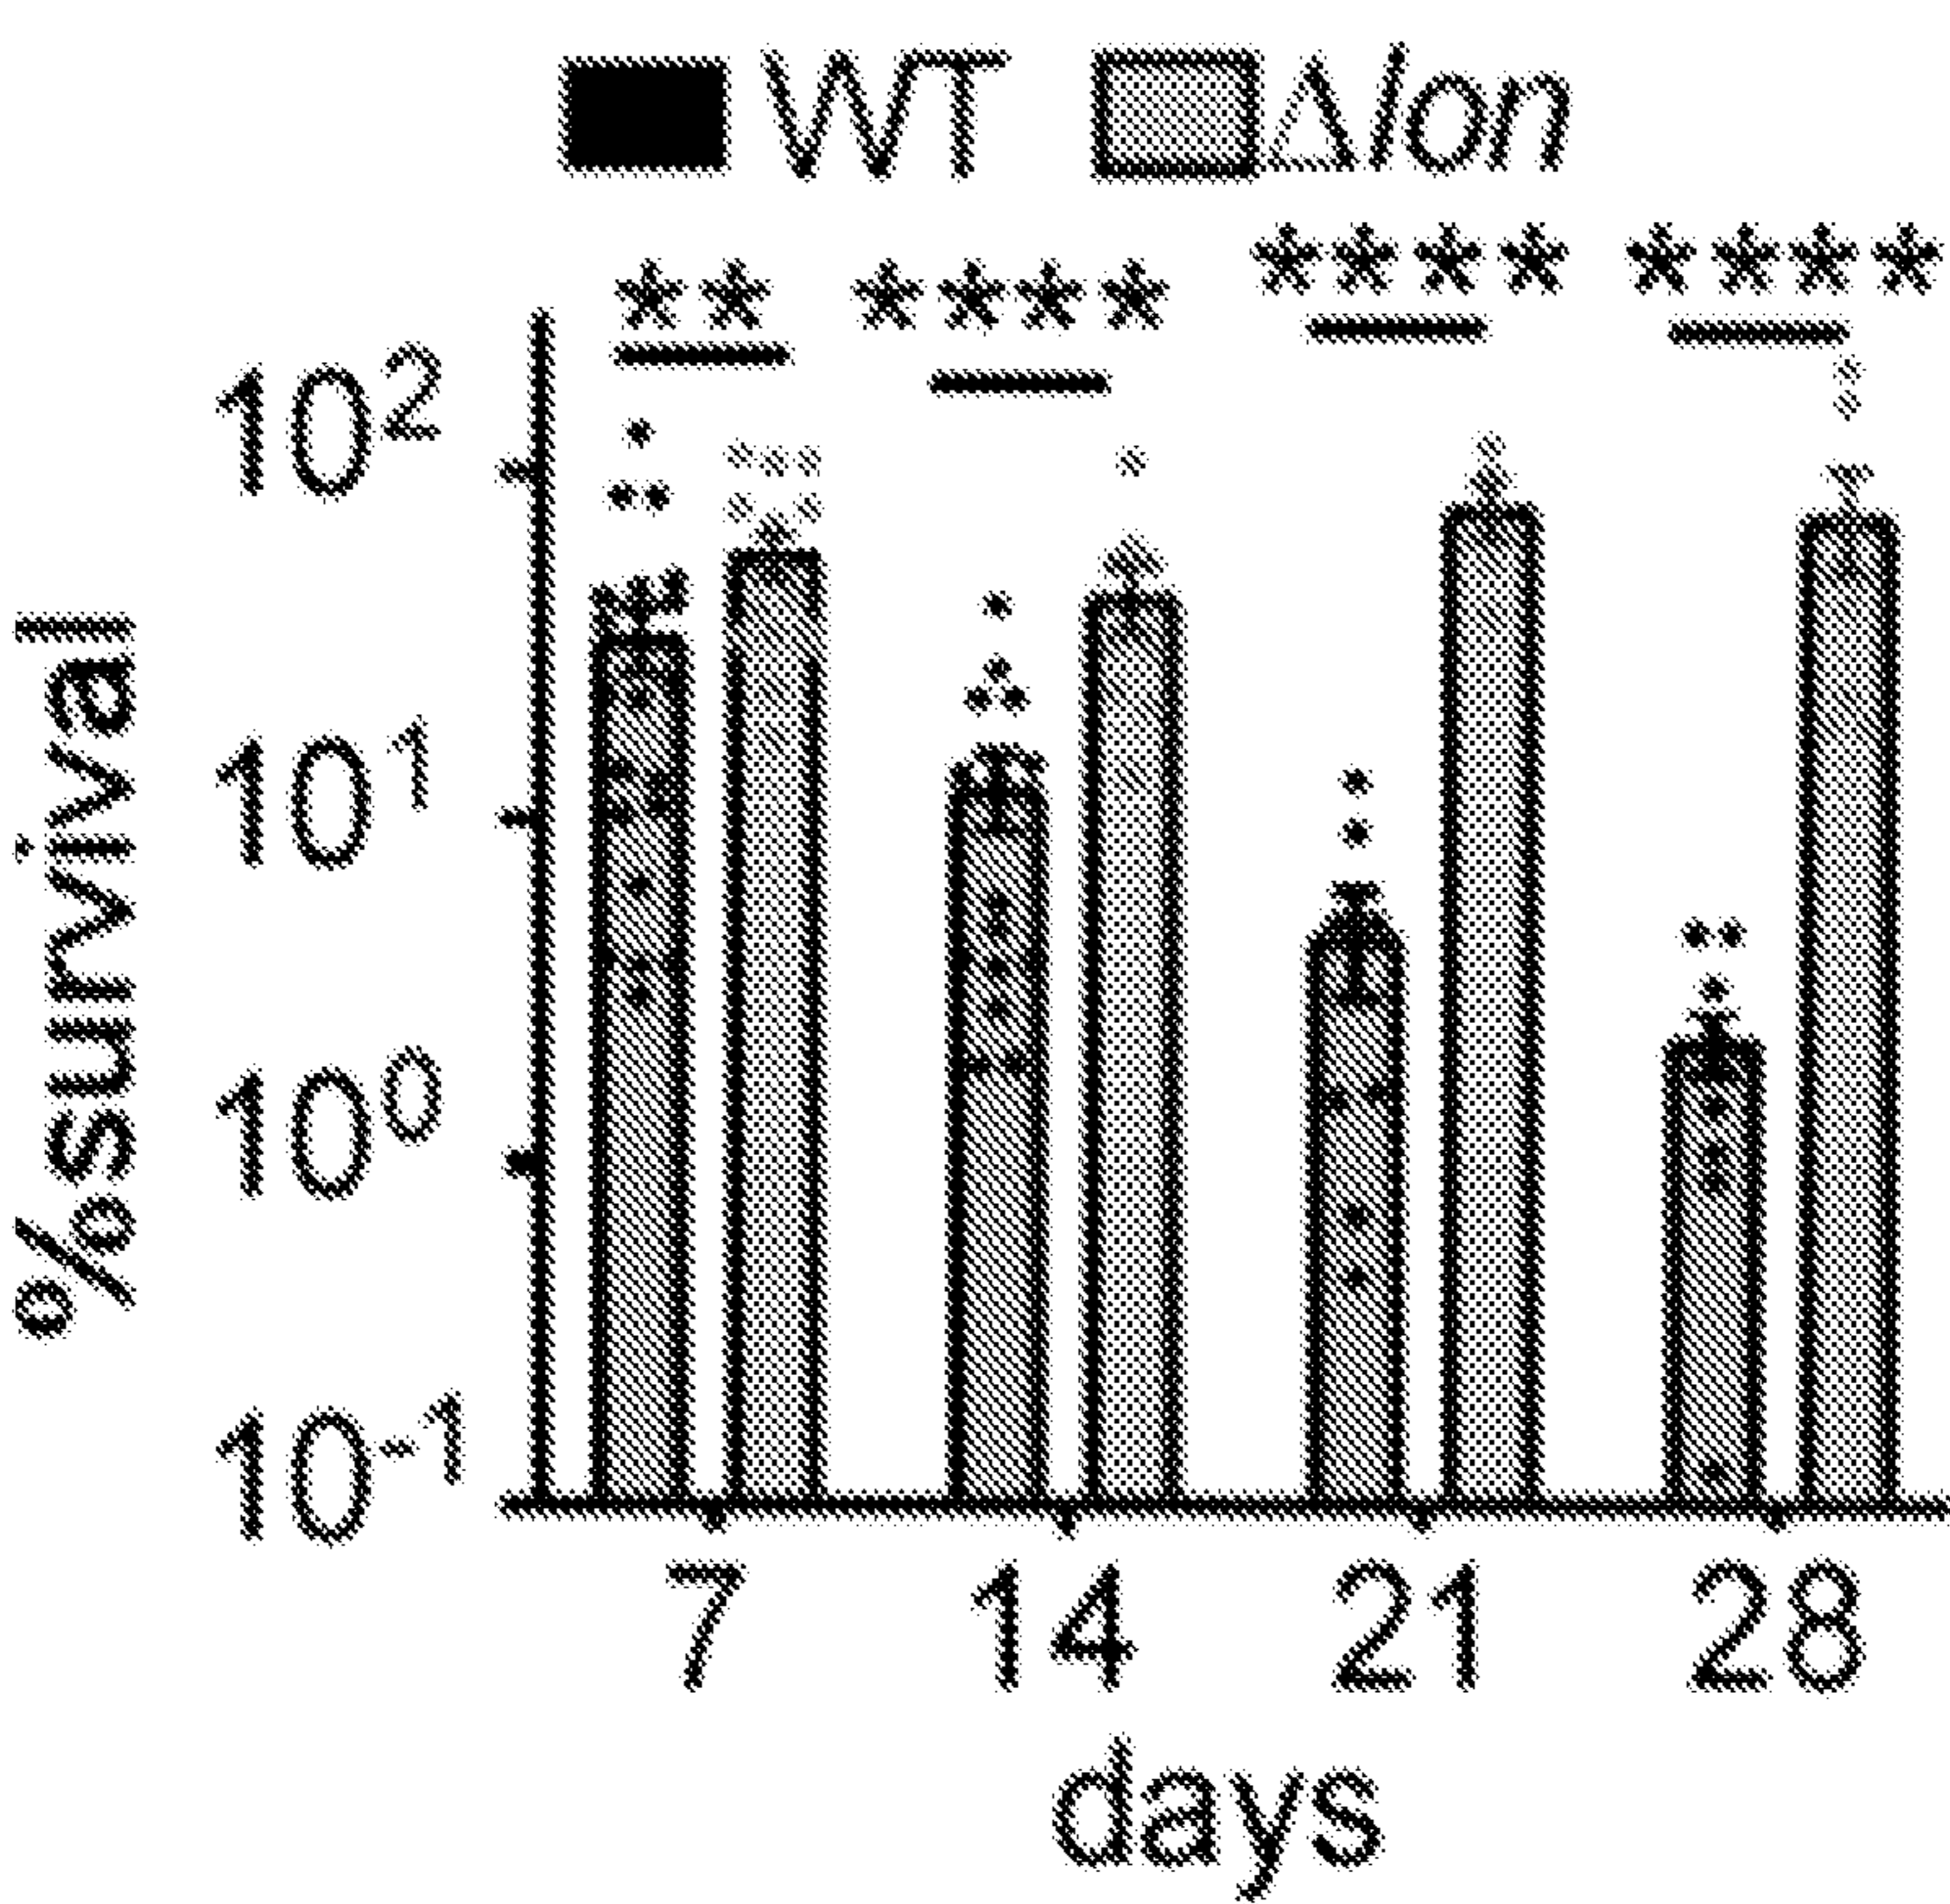 WT Δlon
** **** **** ****
10²
10¹
10⁰
10⁻¹
%survival
7 14 21 28
days